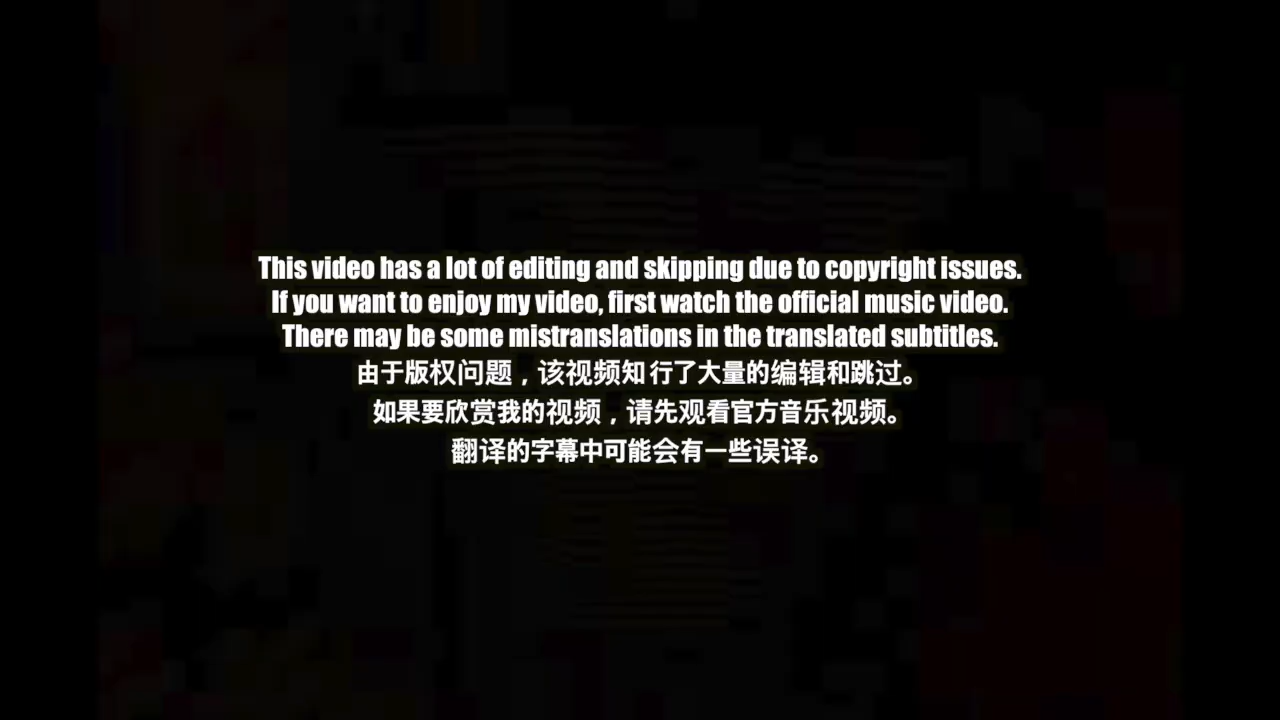 This video has a lot of editing and skipping due to copyright issues.
If you want to enjoy my video, first watch the official music video.
There may be some mistranslations in the translated subtitles.
由于版权问题，该视频知行了大量的编辑和跳过。
如果要欣赏我的视频，请先观看官方音乐视频。
翻译的字幕中可能会有一些误译。